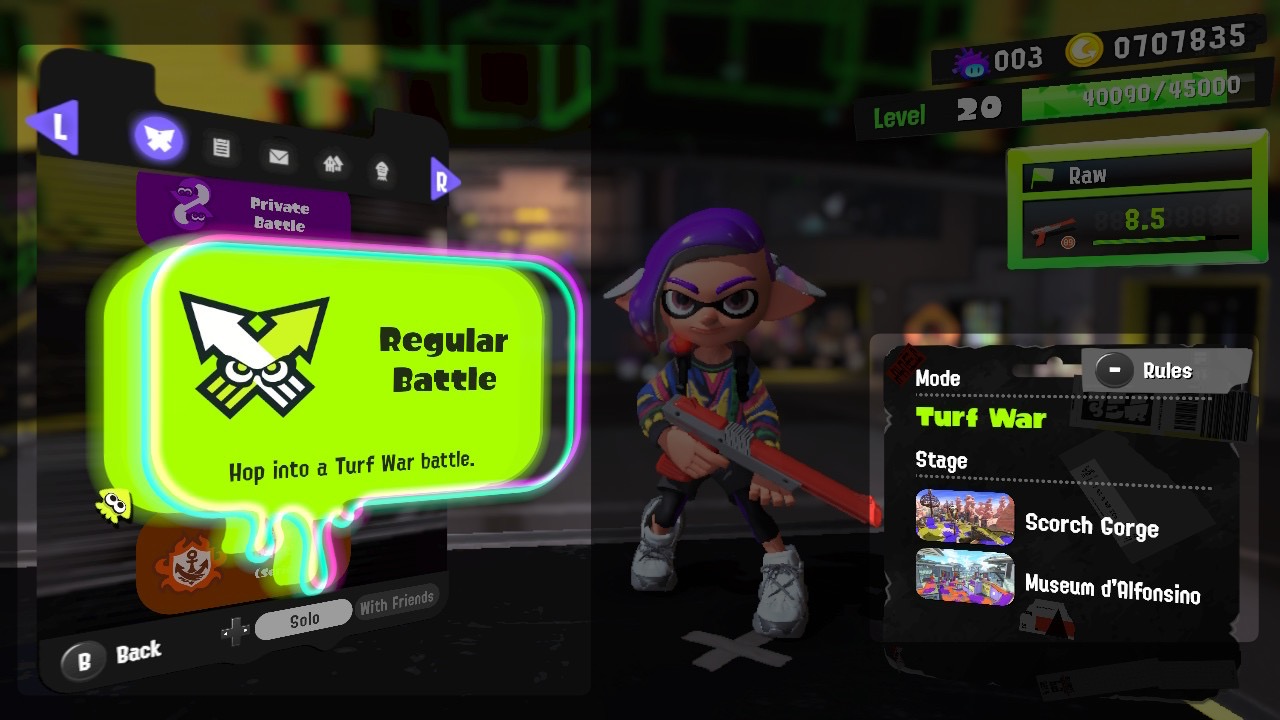 003
0707835
Level 20
40090/45000
L
R
Private
Battle
Raw
8.5
Regular
Battle
Hop into a Turf War battle.
Mode
- Rules
Turf War
Stage
Scorch Gorge
Museum d'Alfonsino
Solo
With Friends
B Back